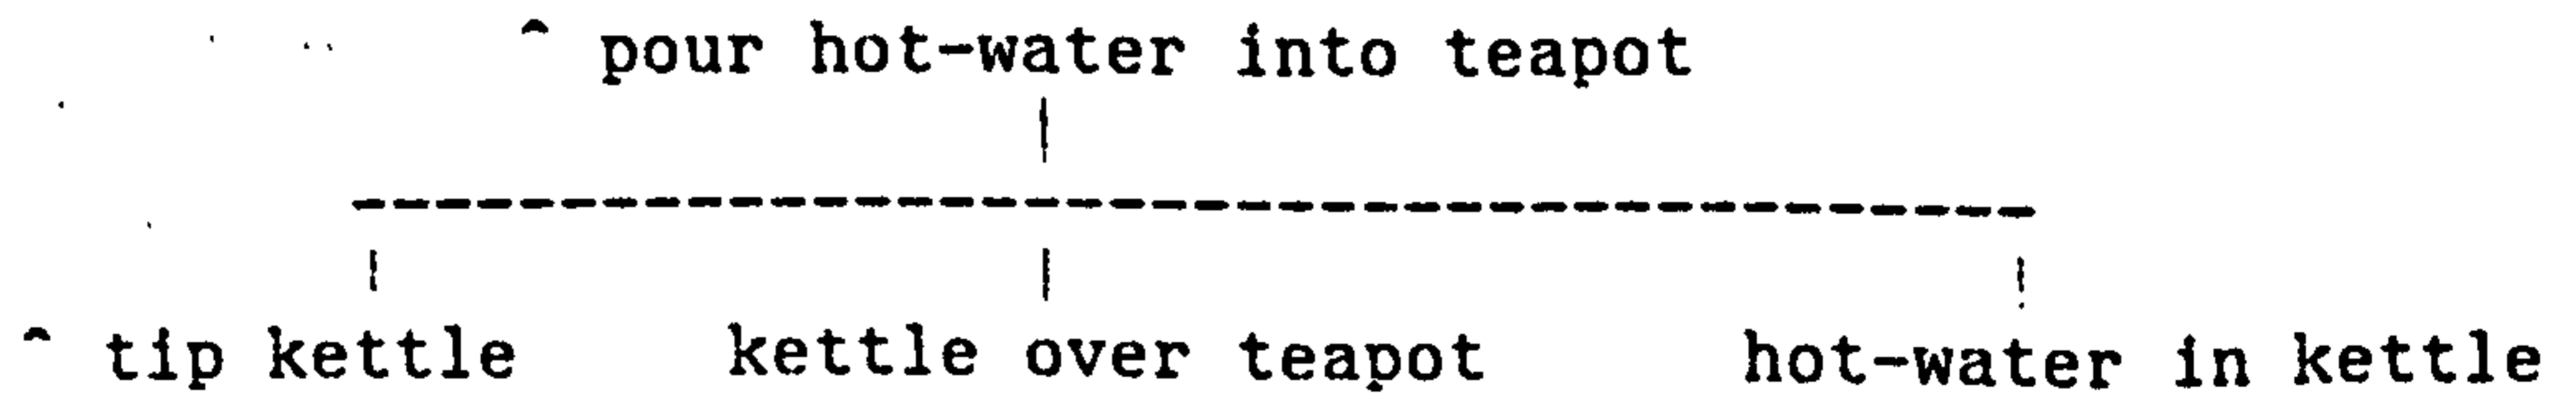 ^ pour hot-water into teapot
^ tip kettle kettle over teapot hot-water in kettle